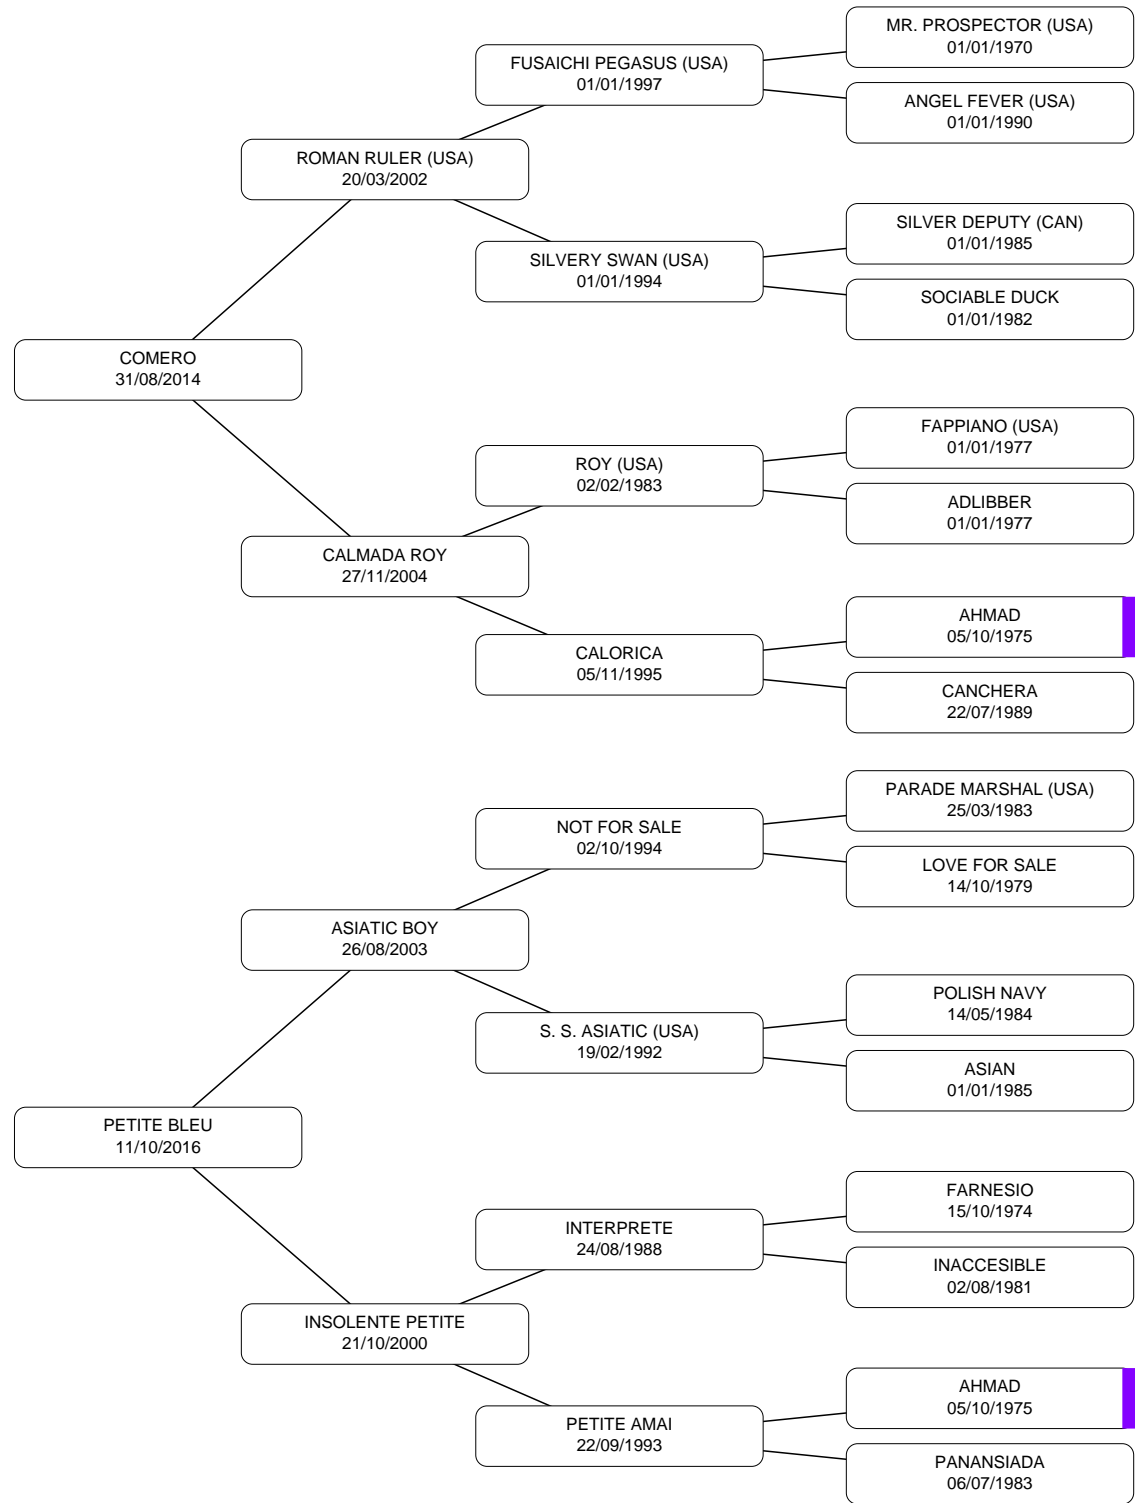 MR. PROSPECTOR (USA)
01/01/1970
FUSAICHI PEGASUS (USA)
01/01/1997
ANGEL FEVER (USA)
01/01/1990
ROMAN RULER (USA)
20/03/2002
SILVER DEPUTY (CAN)
01/01/1985
SILVERY SWAN (USA)
01/01/1994
SOCIABLE DUCK
01/01/1982
COMERO
31/08/2014
FAPPIANO (USA)
01/01/1977
ROY (USA)
02/02/1983
ADLIBBER
01/01/1977
CALMADA ROY
27/11/2004
AHMAD
05/10/1975
CALORICA
05/11/1995
CANCHERA
22/07/1989
PARADE MARSHAL (USA)
25/03/1983
NOT FOR SALE
02/10/1994
LOVE FOR SALE
14/10/1979
ASIATIC BOY
26/08/2003
POLISH NAVY
14/05/1984
S. S. ASIATIC (USA)
19/02/1992
ASIAN
01/01/1985
PETITE BLEU
11/10/2016
FARNESIO
15/10/1974
INTERPRETE
24/08/1988
INACCESIBLE
02/08/1981
INSOLENTE PETITE
21/10/2000
AHMAD
05/10/1975
PETITE AMAI
22/09/1993
PANANSIADA
06/07/1983